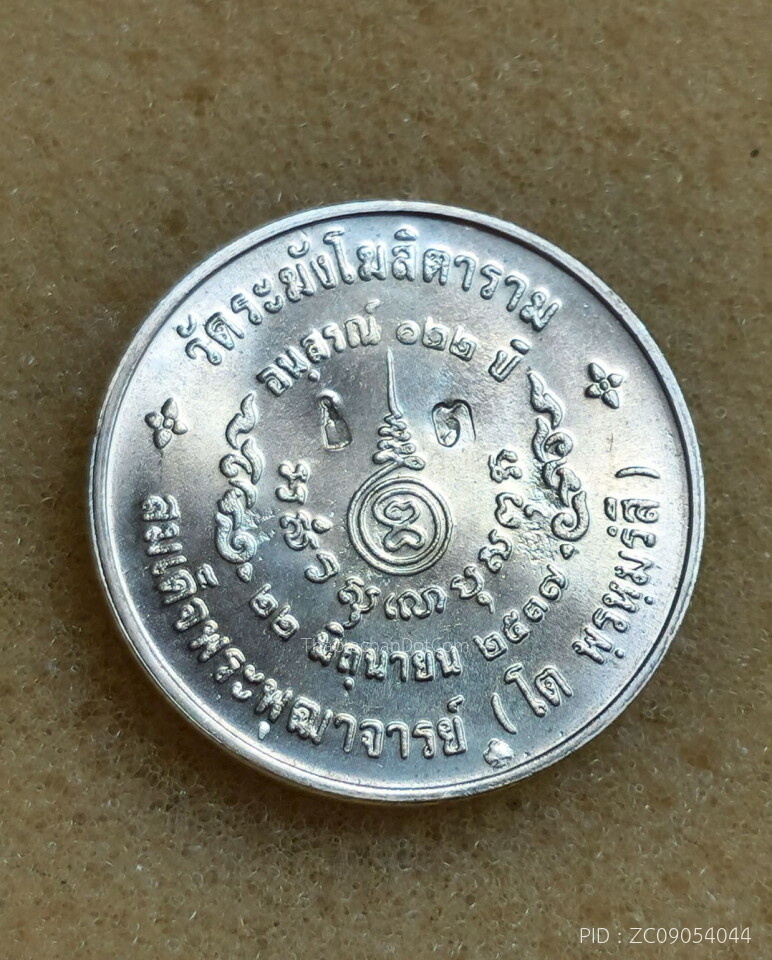 วัดระฆังโฆสิตาราม
อนุสรณ์ ๑๒๒ ปี
๒๒ มิถุนายน ๒๕๓๗
สมเด็จพระพุฒาจารย์ (โต พฺรหฺมรํสี)
PID : ZC09054044